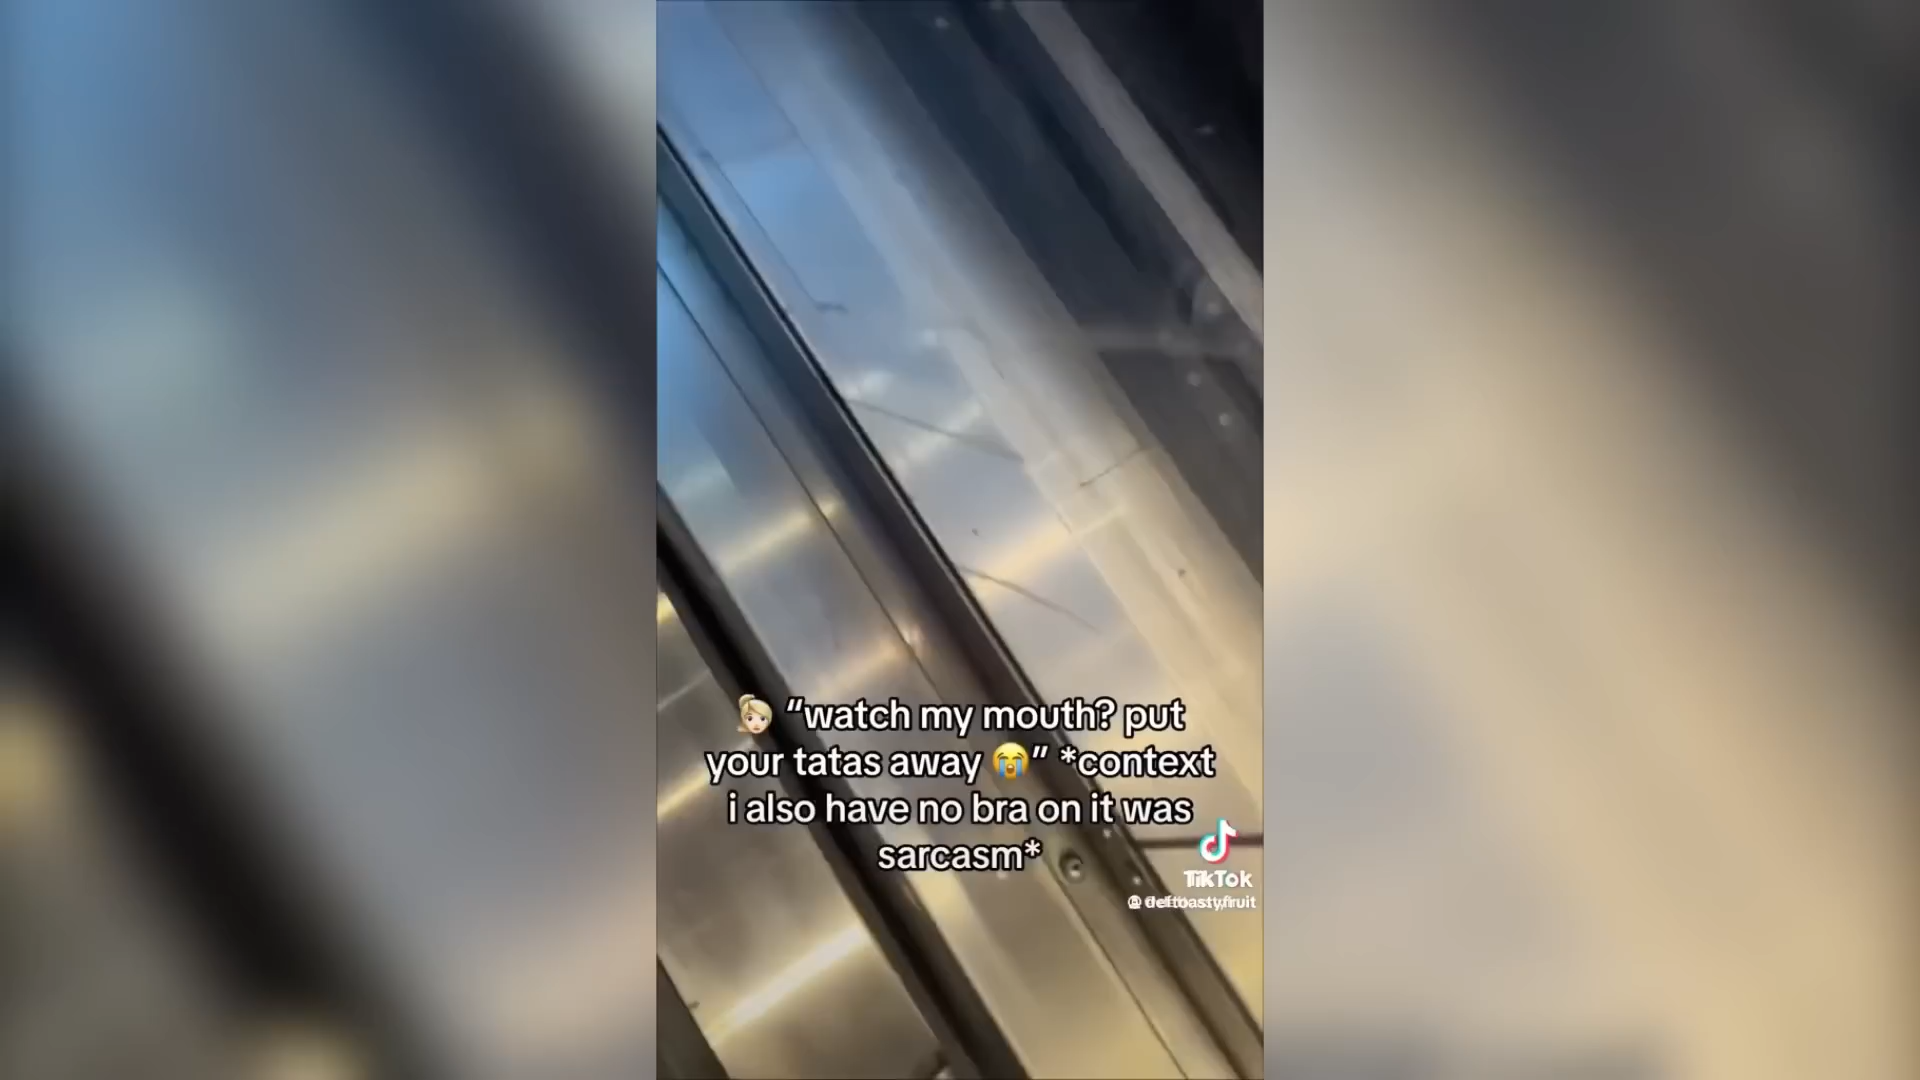 “watch my mouth? put
your tatas away 😭” *context
i also have no bra on it was
sarcasm*
TikTok